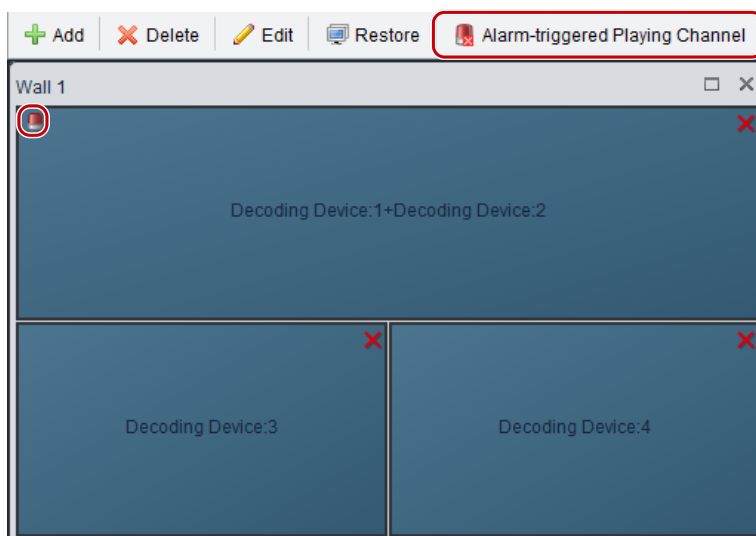 Add Delete Edit Restore Alarm-triggered Playing Channel
Wall 1
Decoding Device:1+Decoding Device:2
Decoding Device:3 Decoding Device:4